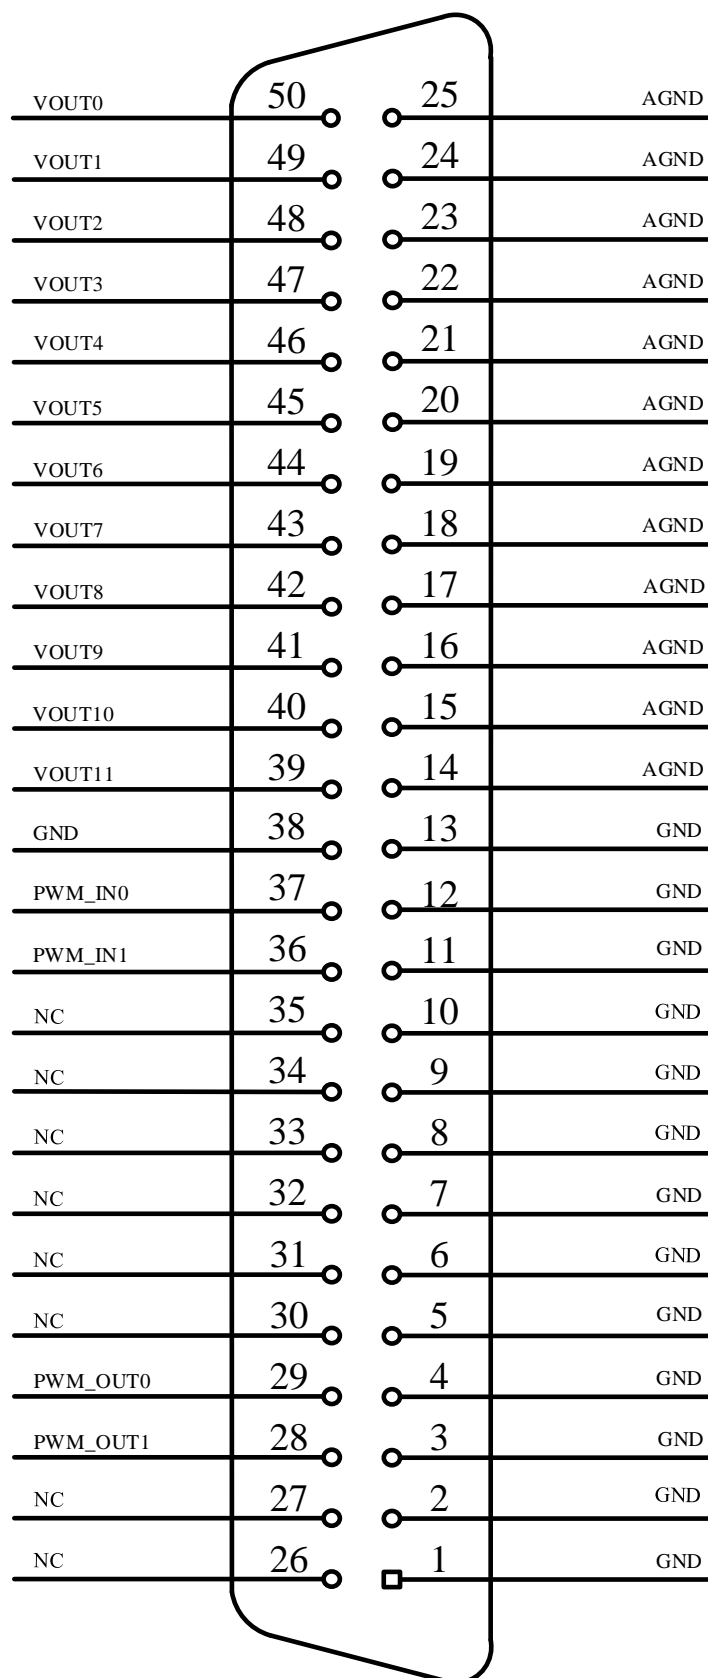 VOUT0 50 25 AGND
VOUT1 49 24 AGND
VOUT2 48 23 AGND
VOUT3 47 22 AGND
VOUT4 46 21 AGND
VOUT5 45 20 AGND
VOUT6 44 19 AGND
VOUT7 43 18 AGND
VOUT8 42 17 AGND
VOUT9 41 16 AGND
VOUT10 40 15 AGND
VOUT11 39 14 AGND
GND 38 13 GND
PWM_IN0 37 12 GND
PWM_IN1 36 11 GND
NC 35 10 GND
NC 34 9 GND
NC 33 8 GND
NC 32 7 GND
NC 31 6 GND
NC 30 5 GND
PWM_OUT0 29 4 GND
PWM_OUT1 28 3 GND
NC 27 2 GND
NC 26 1 GND